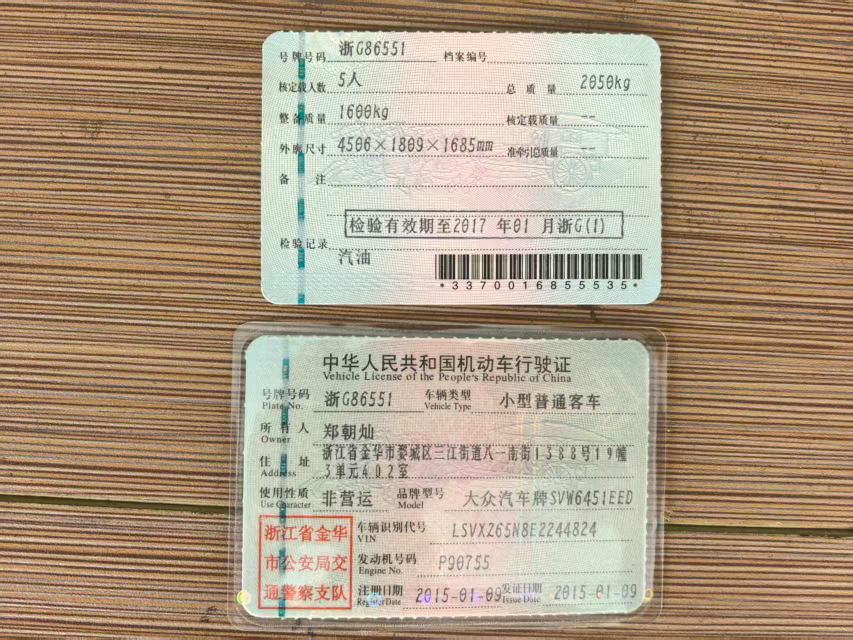 号牌号码 浙G86551 档案编号
核定载人数 5人 总质量 2050kg
整备质量 1600kg 核定载质量 --
外廓尺寸 4506×1809×1685mm 准牵引总质量 --
备注
检验有效期至2017 年01 月浙G(1)
检验记录
汽油
*3370016855535*
中华人民共和国机动车行驶证
Vehicle License of the People's Republic of China
号牌号码 浙G86551 车辆类型 小型普通客车
Plate No. Vehicle Type
所有人 郑朝灿
Owner
浙江省金华市婺城区三江街道八一南街1388号19幢
住址 3单元402室
Address
使用性质 非营运 品牌型号 大众汽车牌SVW6451EED
Use Character Model
浙江省金华
市公安局交
通警察支队
车辆识别代号 LSVXZ65N8E2244824
VIN
发动机号码 P90755
Engine No.
注册日期 2015-01-09 发证日期 2015-01-09
Register Date Issue Date